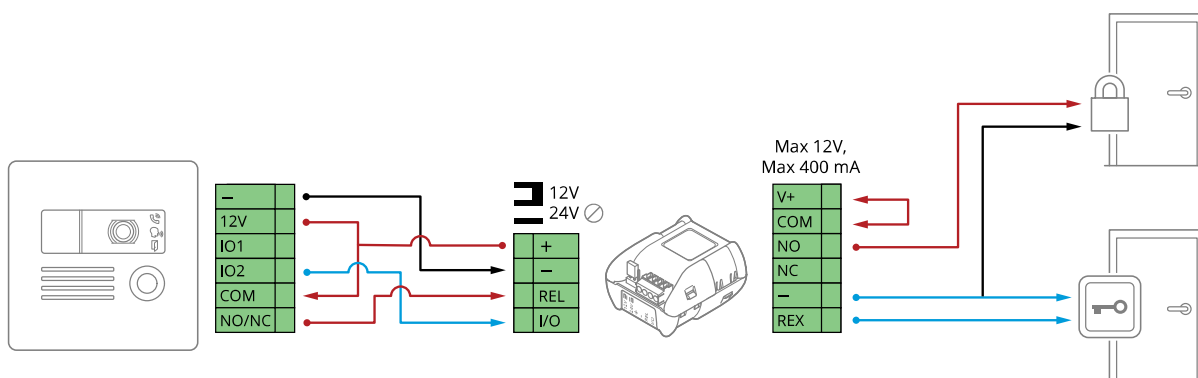 −
12V
IO1
IO2
COM
NO/NC
12V
24V
+
−
REL
I/O
Max 12V,
Max 400 mA
V+
COM
NO
NC
−
REX